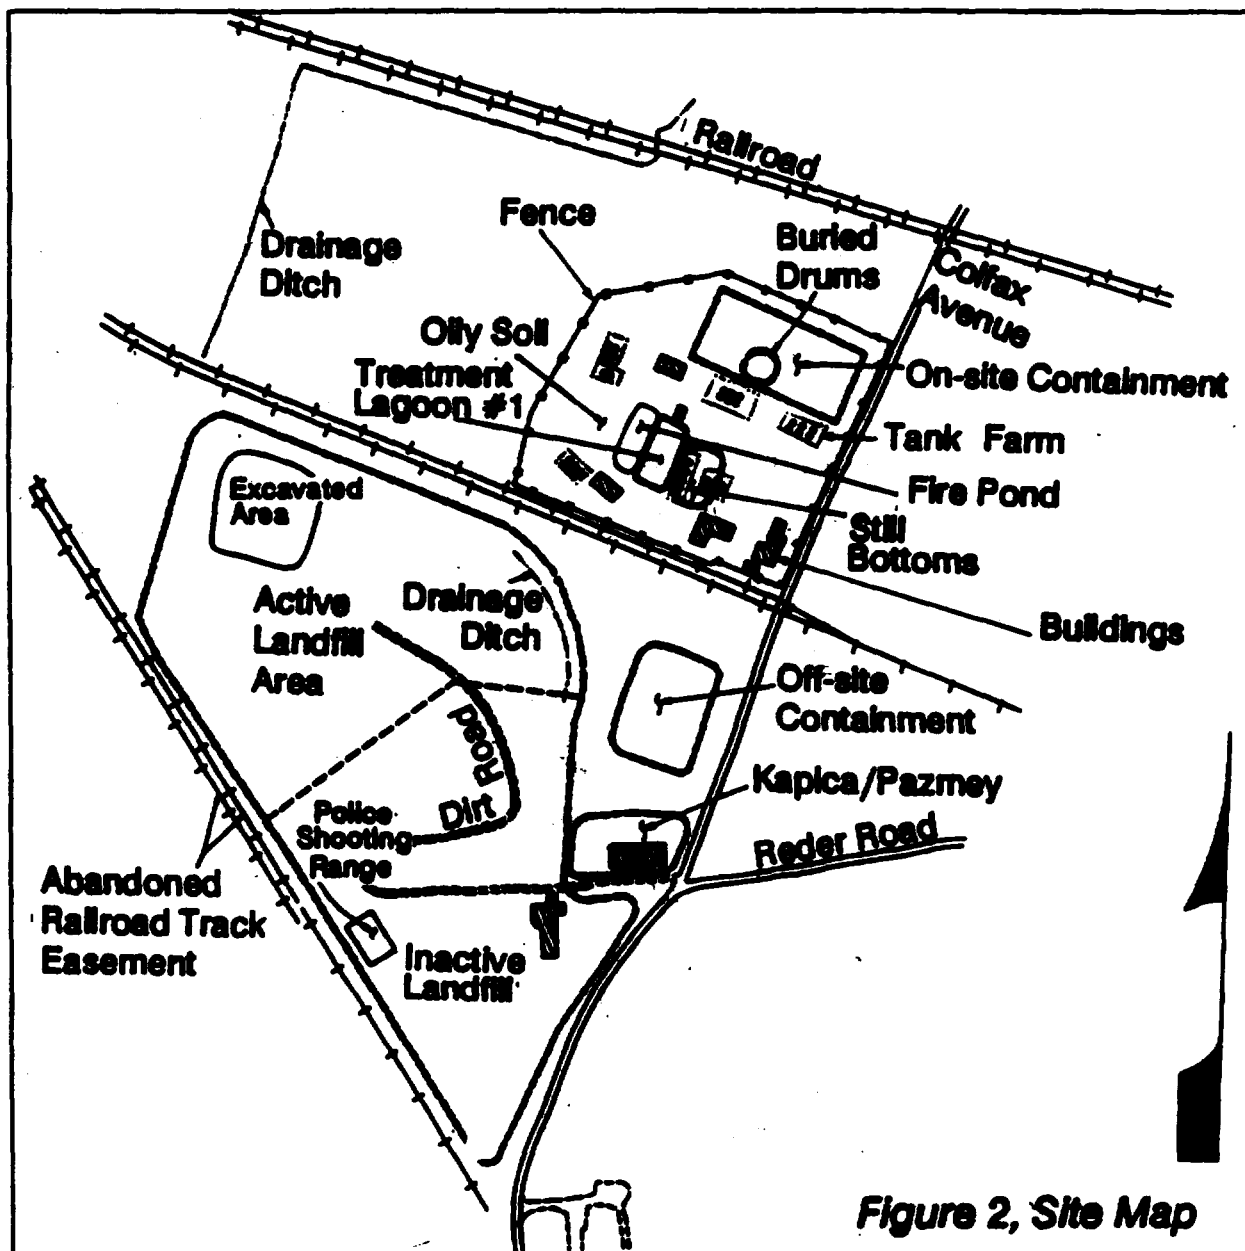 Railroad
Fence
Buried
Drums
Drainage
Ditch
Colfax
Avenue
Oily Soil
Treatment
Lagoon #1
On-site Containment
Tank Farm
Fire Pond
Still
Bottoms
Excavated
Area
Active
Landfill
Area
Drainage
Ditch
Buildings
Off-site
Containment
Dirt Road
Kapica/Pazmey
Police
Shooting
Range
Reder Road
Abandoned
Railroad Track
Easement
Inactive
Landfill
Figure 2, Site Map